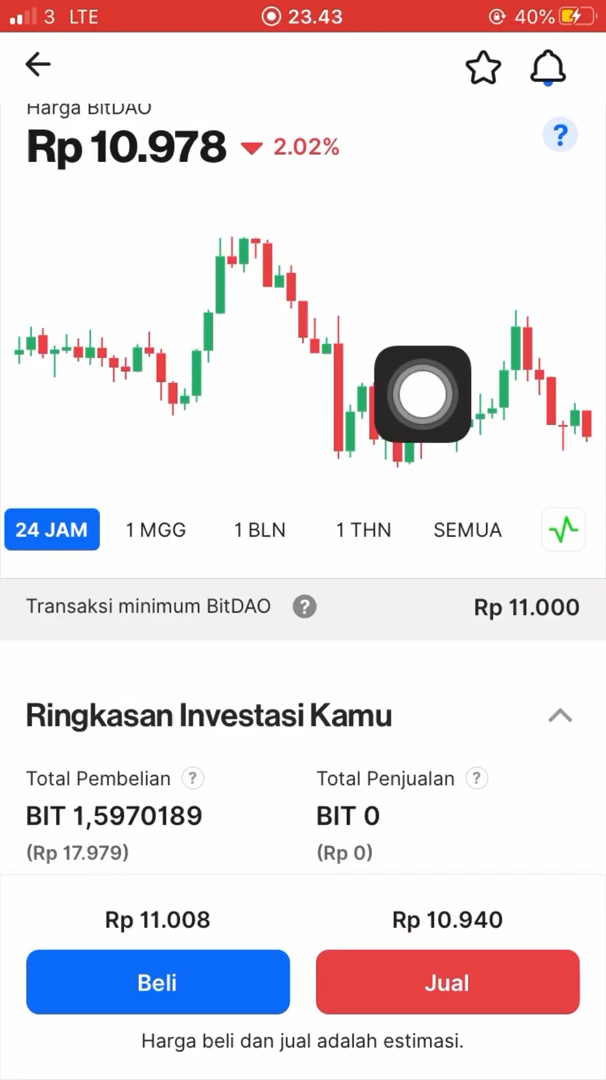 3 LTE 23.43 40%
Harga BitDAO
Rp 10.978 2.02%
?
24 JAM 1 MGG 1 BLN 1 THN SEMUA
Transaksi minimum BitDAO ? Rp 11.000
Ringkasan Investasi Kamu
Total Pembelian ? Total Penjualan ?
BIT 1,5970189 BIT 0
(Rp 17.979) (Rp 0)
Rp 11.008 Rp 10.940
Beli Jual
Harga beli dan jual adalah estimasi.